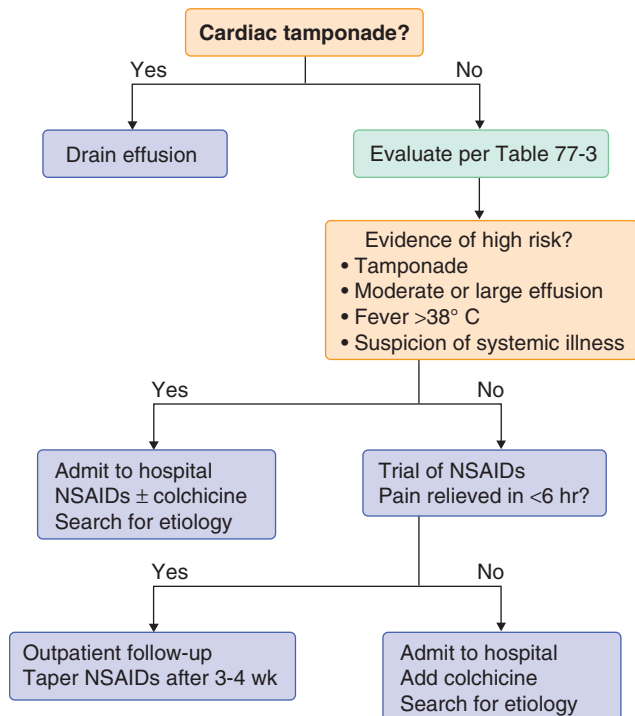 Cardiac tamponade?
Yes
No
Drain effusion
Evaluate per Table 77-3
Evidence of high risk?
• Tamponade
• Moderate or large effusion
• Fever >38° C
• Suspicion of systemic illness
Yes
No
Admit to hospital
NSAIDs ± colchicine
Search for etiology
Trial of NSAIDs
Pain relieved in <6 hr?
Yes
No
Outpatient follow-up
Taper NSAIDs after 3-4 wk
Admit to hospital
Add colchicine
Search for etiology